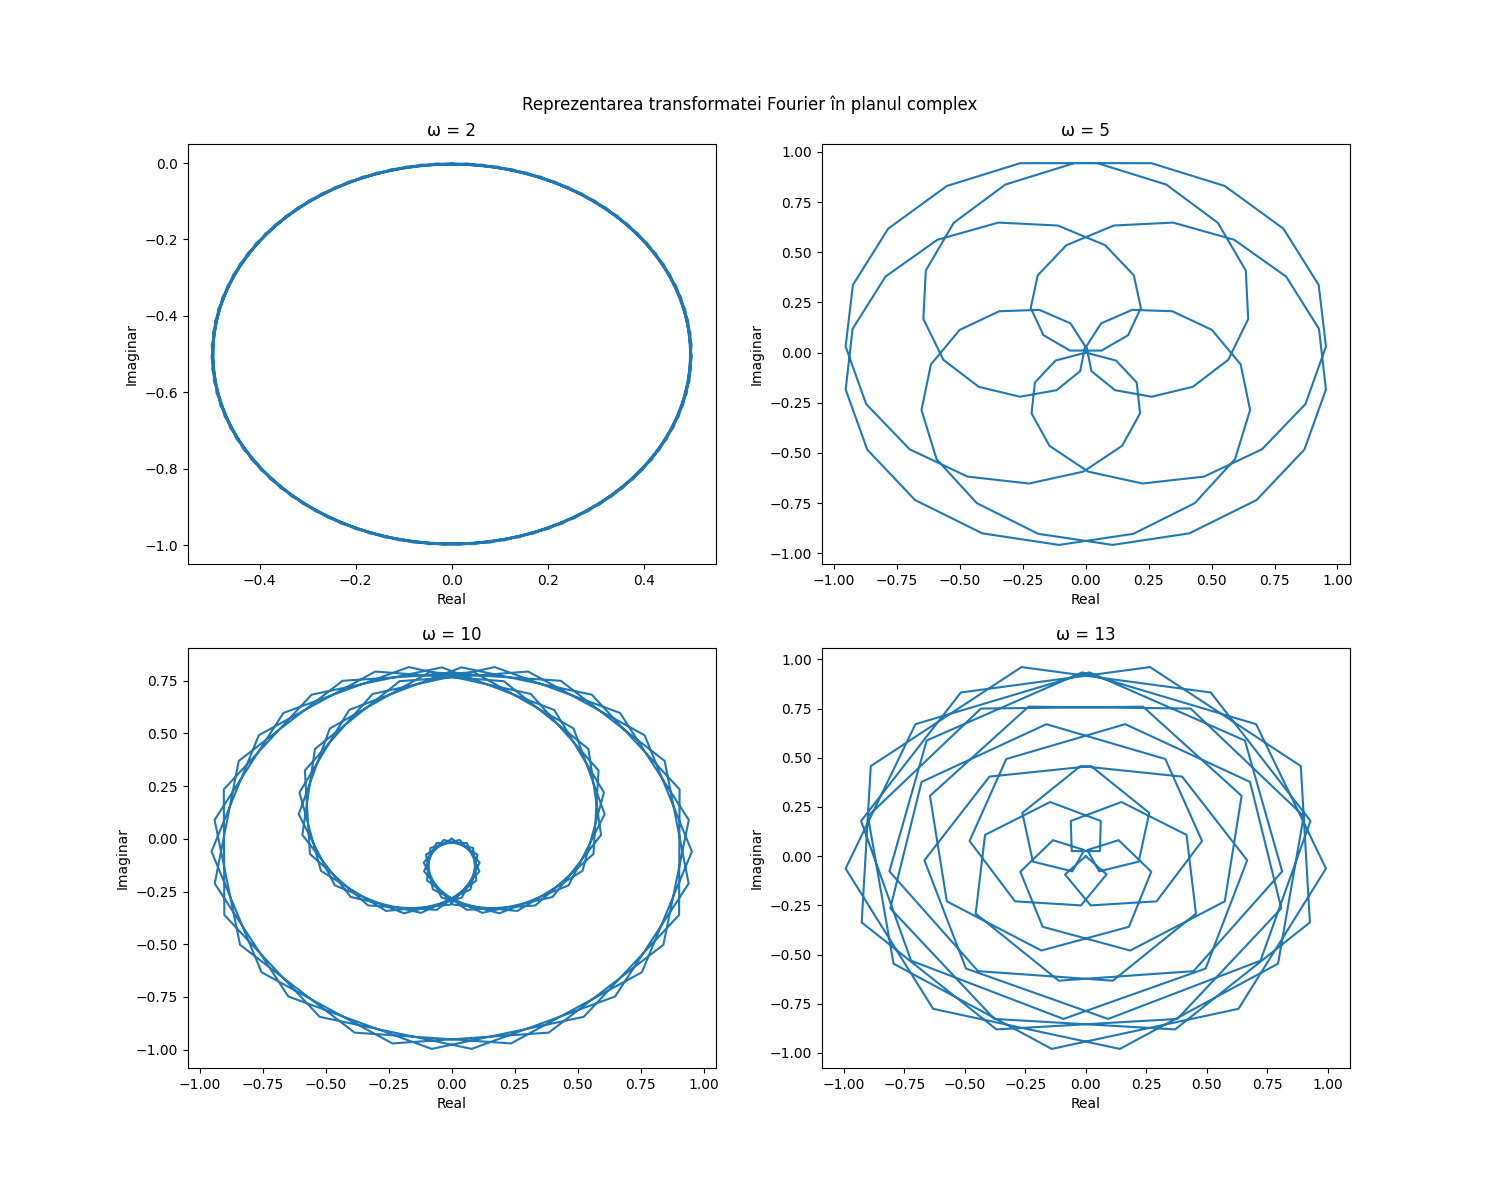 Reprezentarea transformatei Fourier în planul complex
ω = 2
0.0
−0.2
−0.4
−0.6
−0.8
−1.0
Imaginar
−0.4 −0.2 0.0 0.2 0.4
Real
ω = 5
1.00
0.75
0.50
0.25
0.00
−0.25
−0.50
−0.75
−1.00
Imaginar
−1.00 −0.75 −0.50 −0.25 0.00 0.25 0.50 0.75 1.00
Real
ω = 10
0.75
0.50
0.25
0.00
−0.25
−0.50
−0.75
−1.00
Imaginar
−1.00 −0.75 −0.50 −0.25 0.00 0.25 0.50 0.75 1.00
Real
ω = 13
1.00
0.75
0.50
0.25
0.00
−0.25
−0.50
−0.75
−1.00
Imaginar
−1.00 −0.75 −0.50 −0.25 0.00 0.25 0.50 0.75 1.00
Real